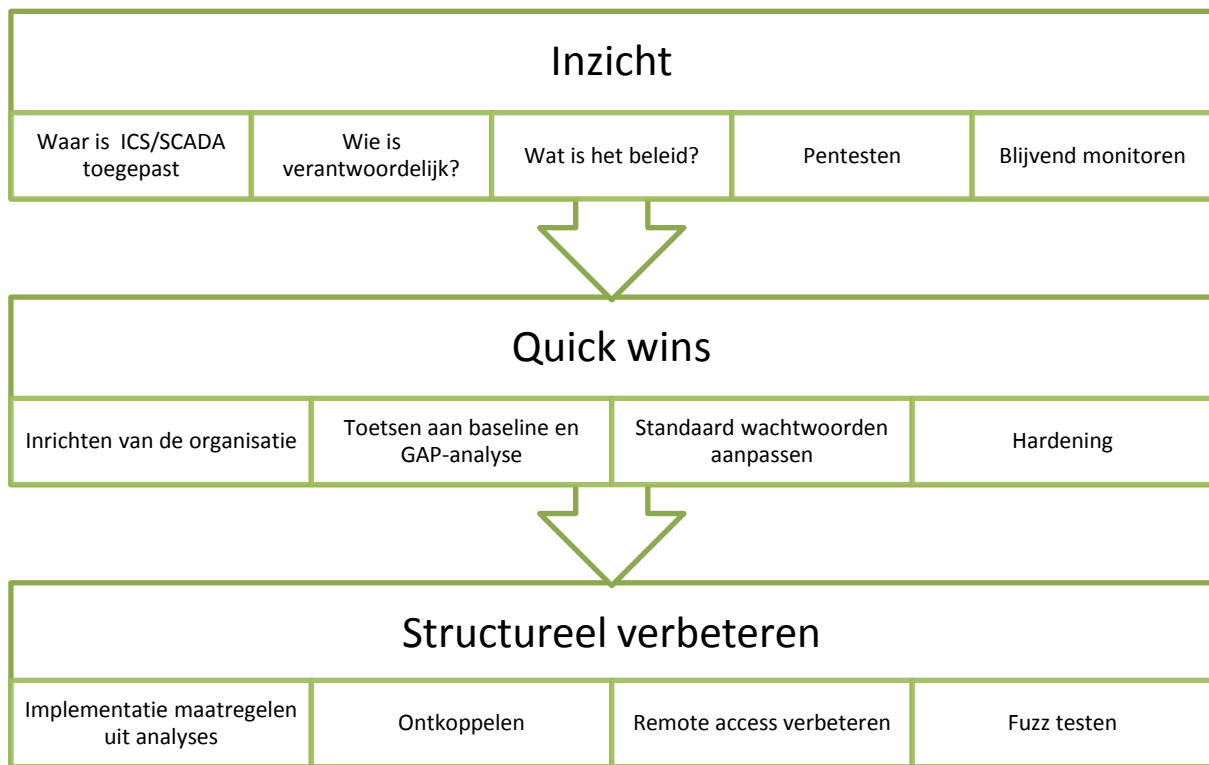 Inzicht
Waar is ICS/SCADA
toegepast
Wie is
verantwoordelijk?
Wat is het beleid?
Pentesten
Blijvend monitoren
Quick wins
Inrichten van de organisatie
Toetsen aan baseline en
GAP-analyse
Standaard wachtwoorden
aanpassen
Hardening
Structureel verbeteren
Implementatie maatregelen
uit analyses
Ontkoppelen
Remote access verbeteren
Fuzz testen